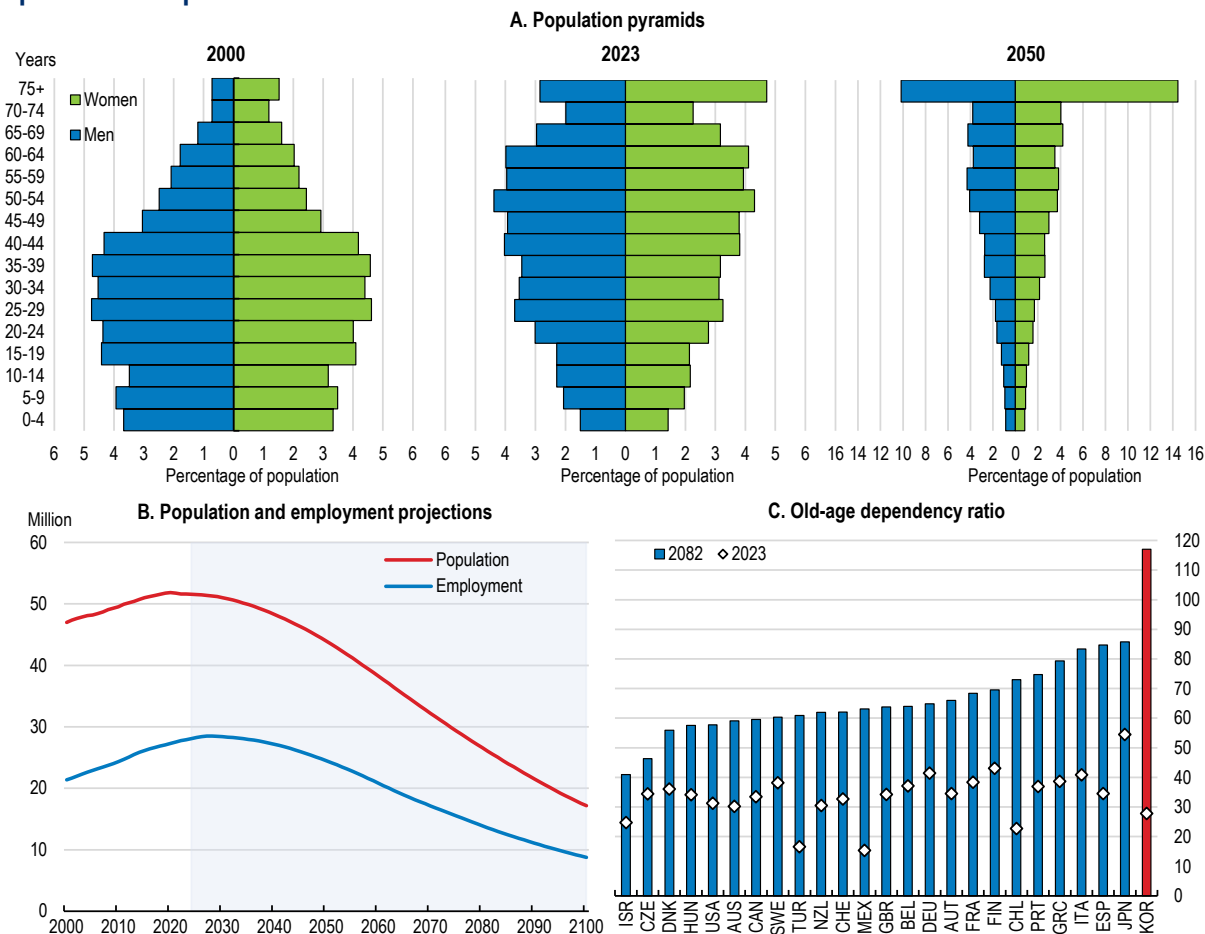 A. Population pyramids
2000
2023
2050
Years
75+
70-74
65-69
60-64
55-59
50-54
45-49
40-44
35-39
30-34
25-29
20-24
15-19
10-14
5-9
0-4
Women
Men
6 5 4 3 2 1 0 1 2 3 4 5 6
5 4 3 2 1 0 1 2 3 4 5 6
16 14 12 10 8 6 4 2 0 2 4 6 8 10 12 14 16
Percentage of population
Percentage of population
Percentage of population
B. Population and employment projections
Million
60
50
40
30
20
10
0
Population
Employment
2000 2010 2020 2030 2040 2050 2060 2070 2080 2090 2100
C. Old-age dependency ratio
2082 2023
120
110
100
90
80
70
60
50
40
30
20
10
0
ISR CZE DNK HUN USA AUS CAN SWE TUR NZL CHE MEX GBR BEL DEU AUT FRA FIN CHL PRT GRC ITA ESP JPN KOR